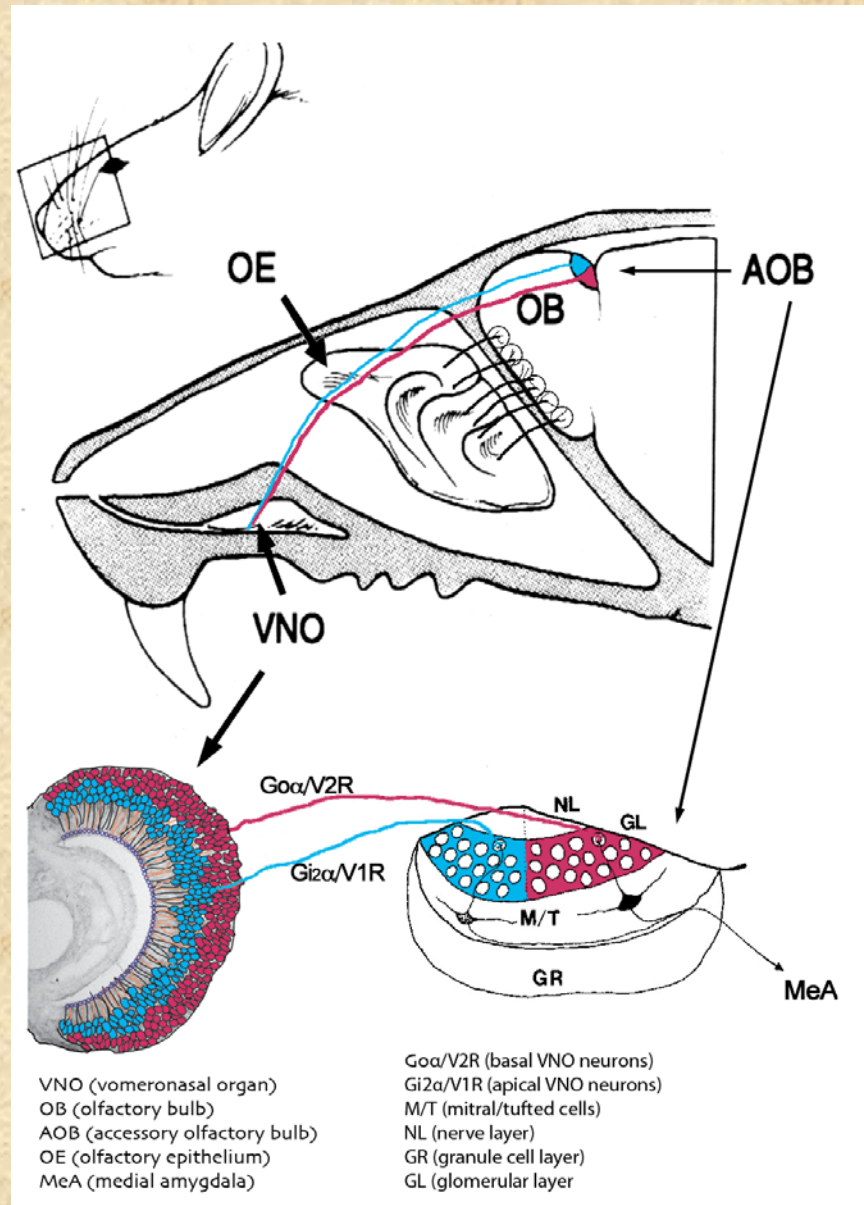 OE
AOB
OB
VNO
Goα/V2R
NL
GL
Gi2α/V1R
M/T
GR
MeA
VNO (vomeronasal organ)
OB (olfactory bulb)
AOB (accessory olfactory bulb)
OE (olfactory epithelium)
MeA (medial amygdala)
Goα/V2R (basal VNO neurons)
Gi2α/V1R (apical VNO neurons)
M/T (mitral/tufted cells)
NL (nerve layer)
GR (granule cell layer)
GL (glomerular layer